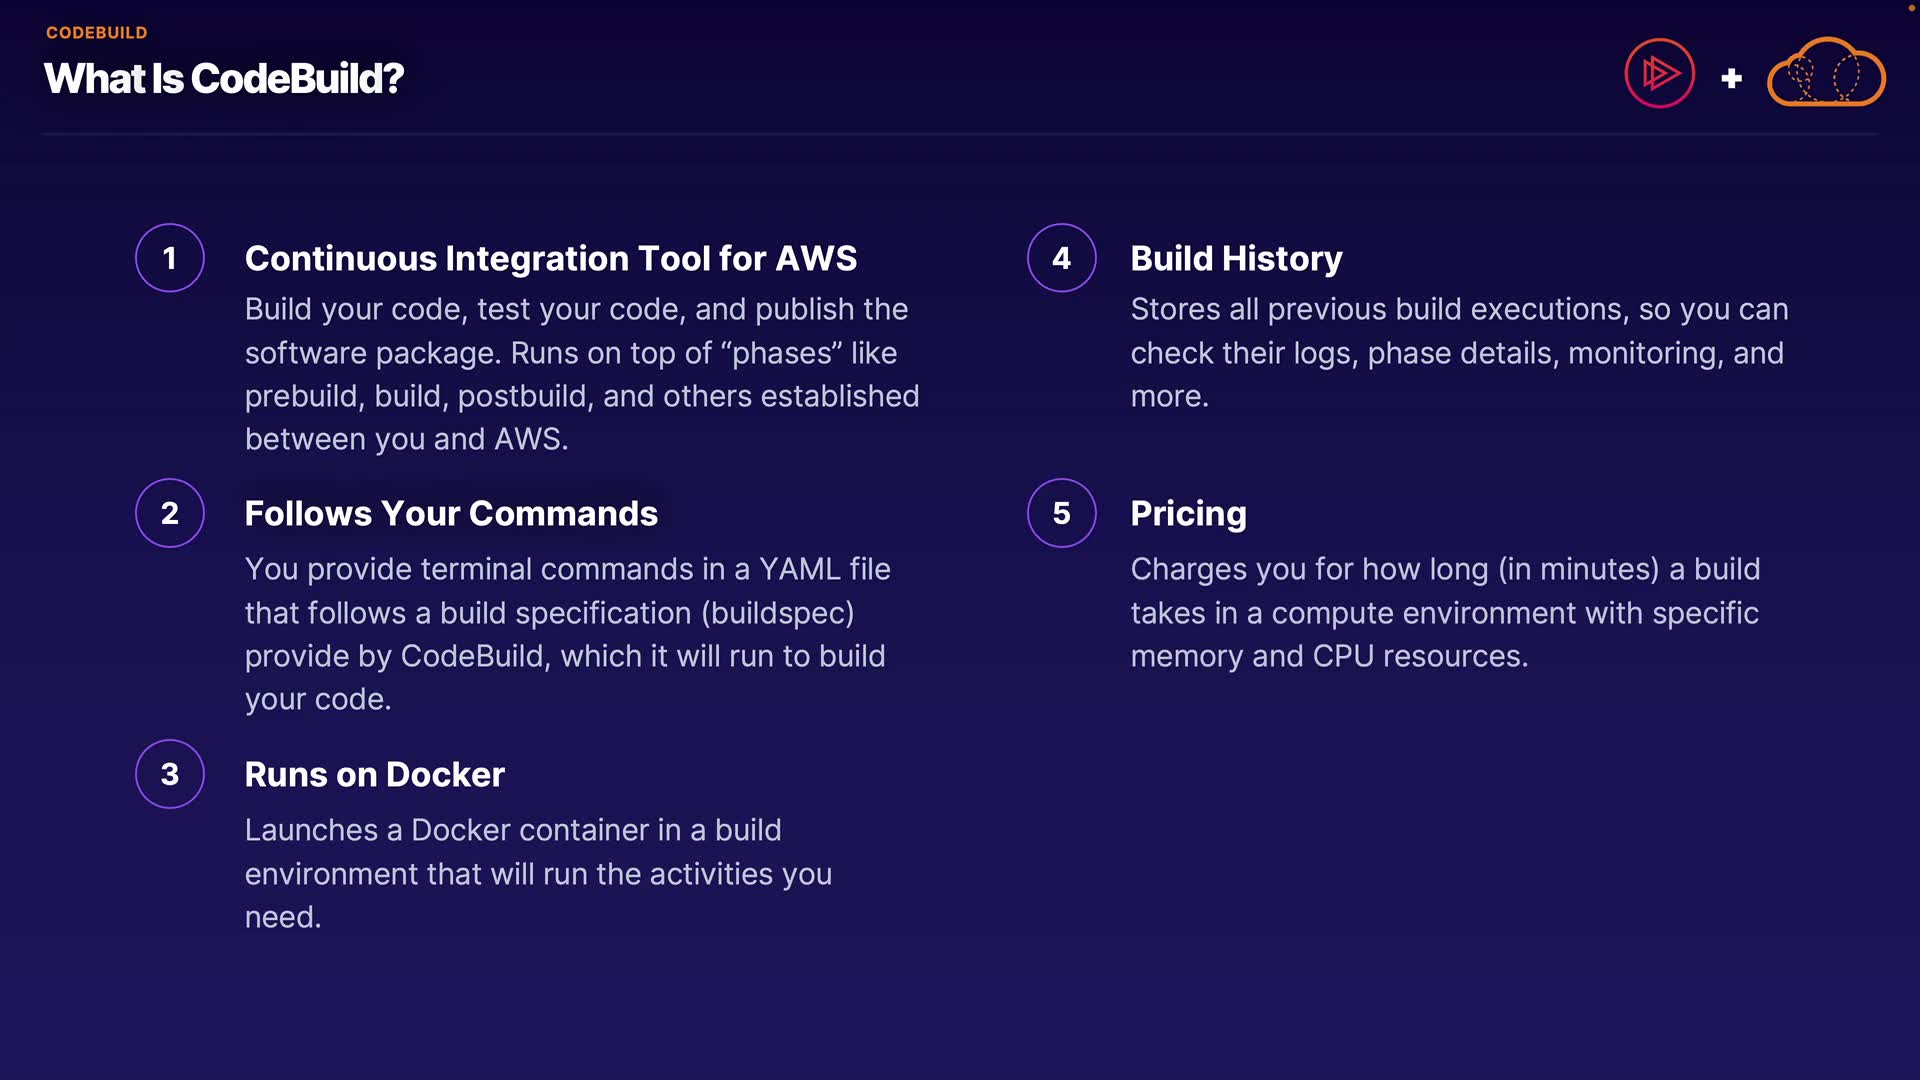 CODEBUILD
What Is CodeBuild?
+
1
Continuous Integration Tool for AWS
Build your code, test your code, and publish the
software package. Runs on top of “phases” like
prebuild, build, postbuild, and others established
between you and AWS.
2
Follows Your Commands
You provide terminal commands in a YAML file
that follows a build specification (buildspec)
provide by CodeBuild, which it will run to build
your code.
3
Runs on Docker
Launches a Docker container in a build
environment that will run the activities you
need.
4
Build History
Stores all previous build executions, so you can
check their logs, phase details, monitoring, and
more.
5
Pricing
Charges you for how long (in minutes) a build
takes in a compute environment with specific
memory and CPU resources.